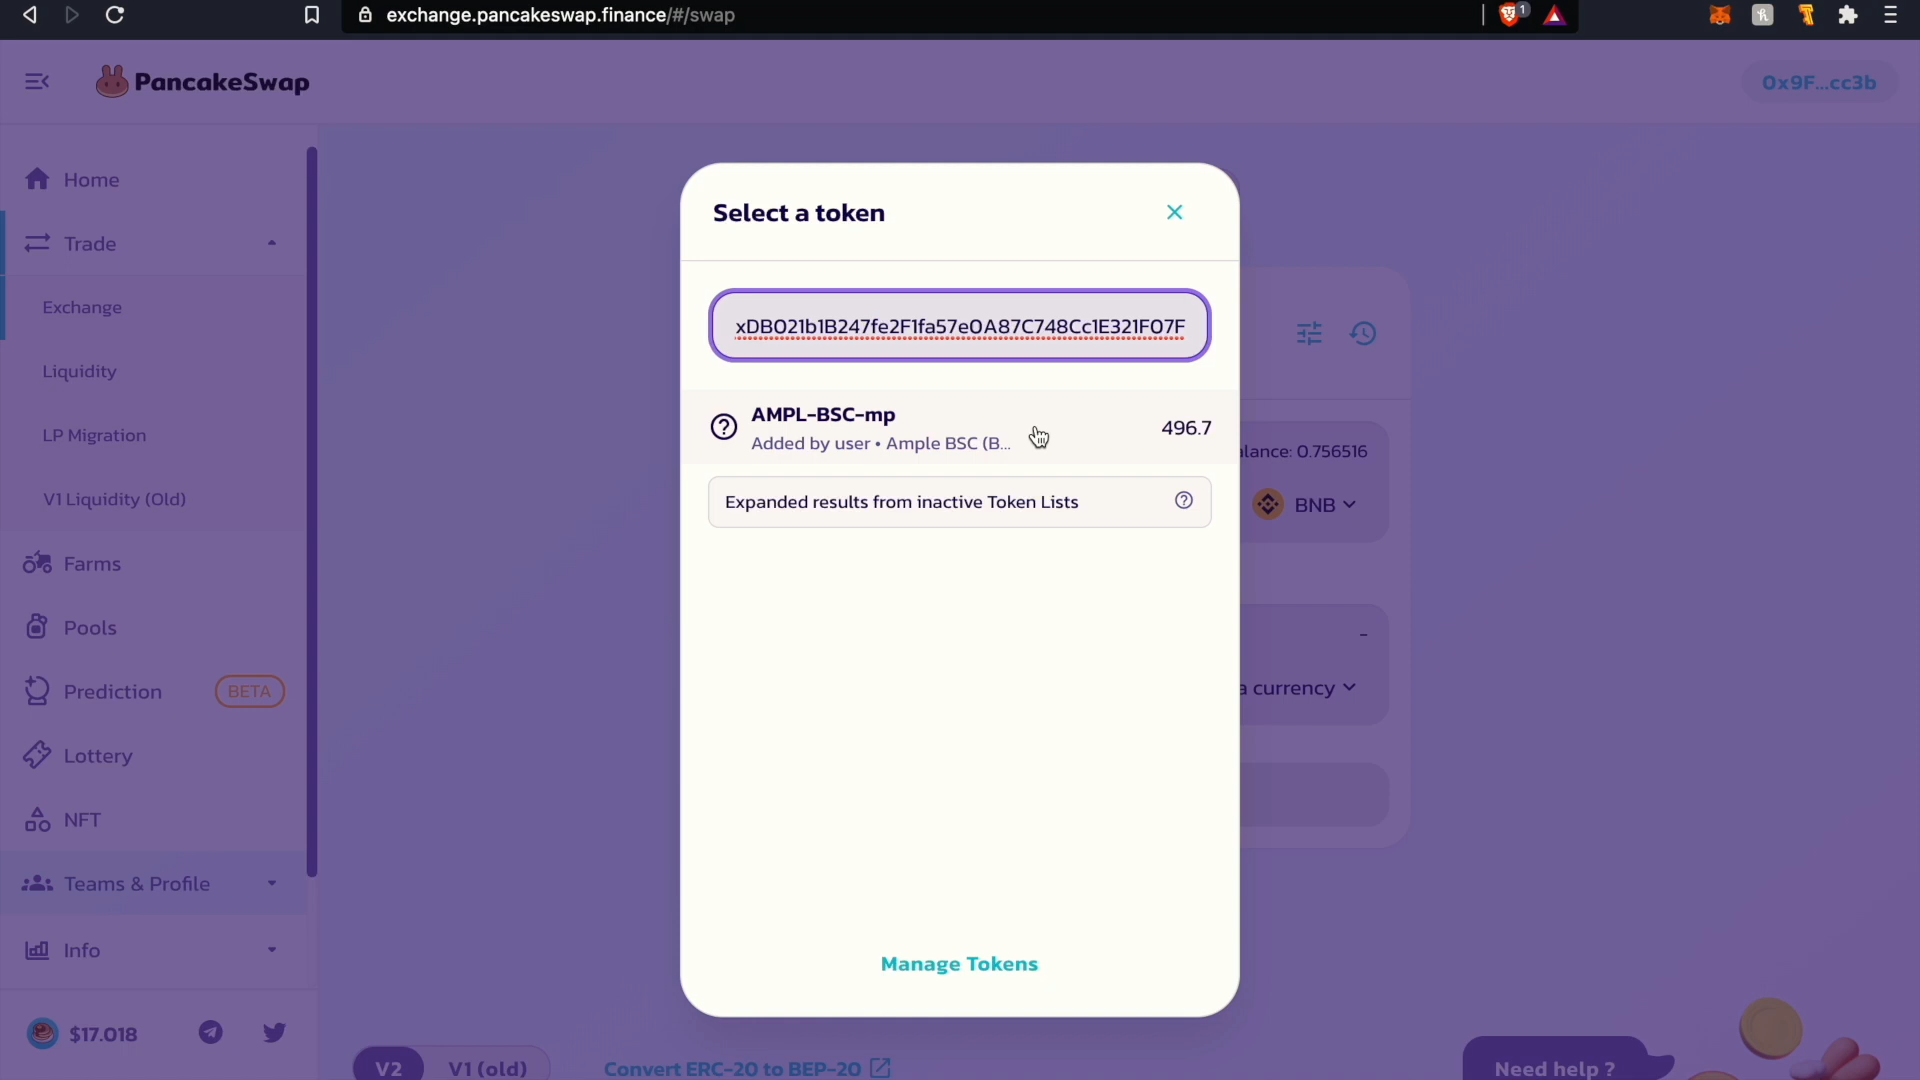 exchange.pancakeswap.finance/#/swap
1
PancakeSwap
0x9F...cc3b
Home
Trade
Exchange
Liquidity
LP Migration
V1 Liquidity (Old)
Farms
Pools
Prediction
BETA
Lottery
NFT
Teams & Profile
Info
$17.018
Select a token
xDB021b1B247fe2F1fa57e0A87C748Cc1E321F07F
AMPL-BSC-mp
Added by user • Ample BSC (B...
496.7
Expanded results from inactive Token Lists
Manage Tokens
alance: 0.756516
BNB
-
a currency
V2
V1 (old)
Convert ERC-20 to BEP-20
Need help ?